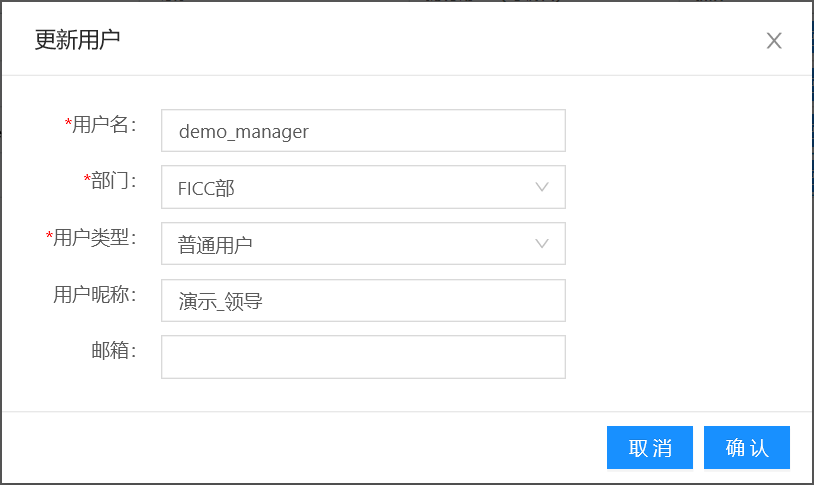 更新用户
*用户名： demo_manager
*部门： FICC部
*用户类型： 普通用户
用户昵称： 演示_领导
邮箱：
取消 确认